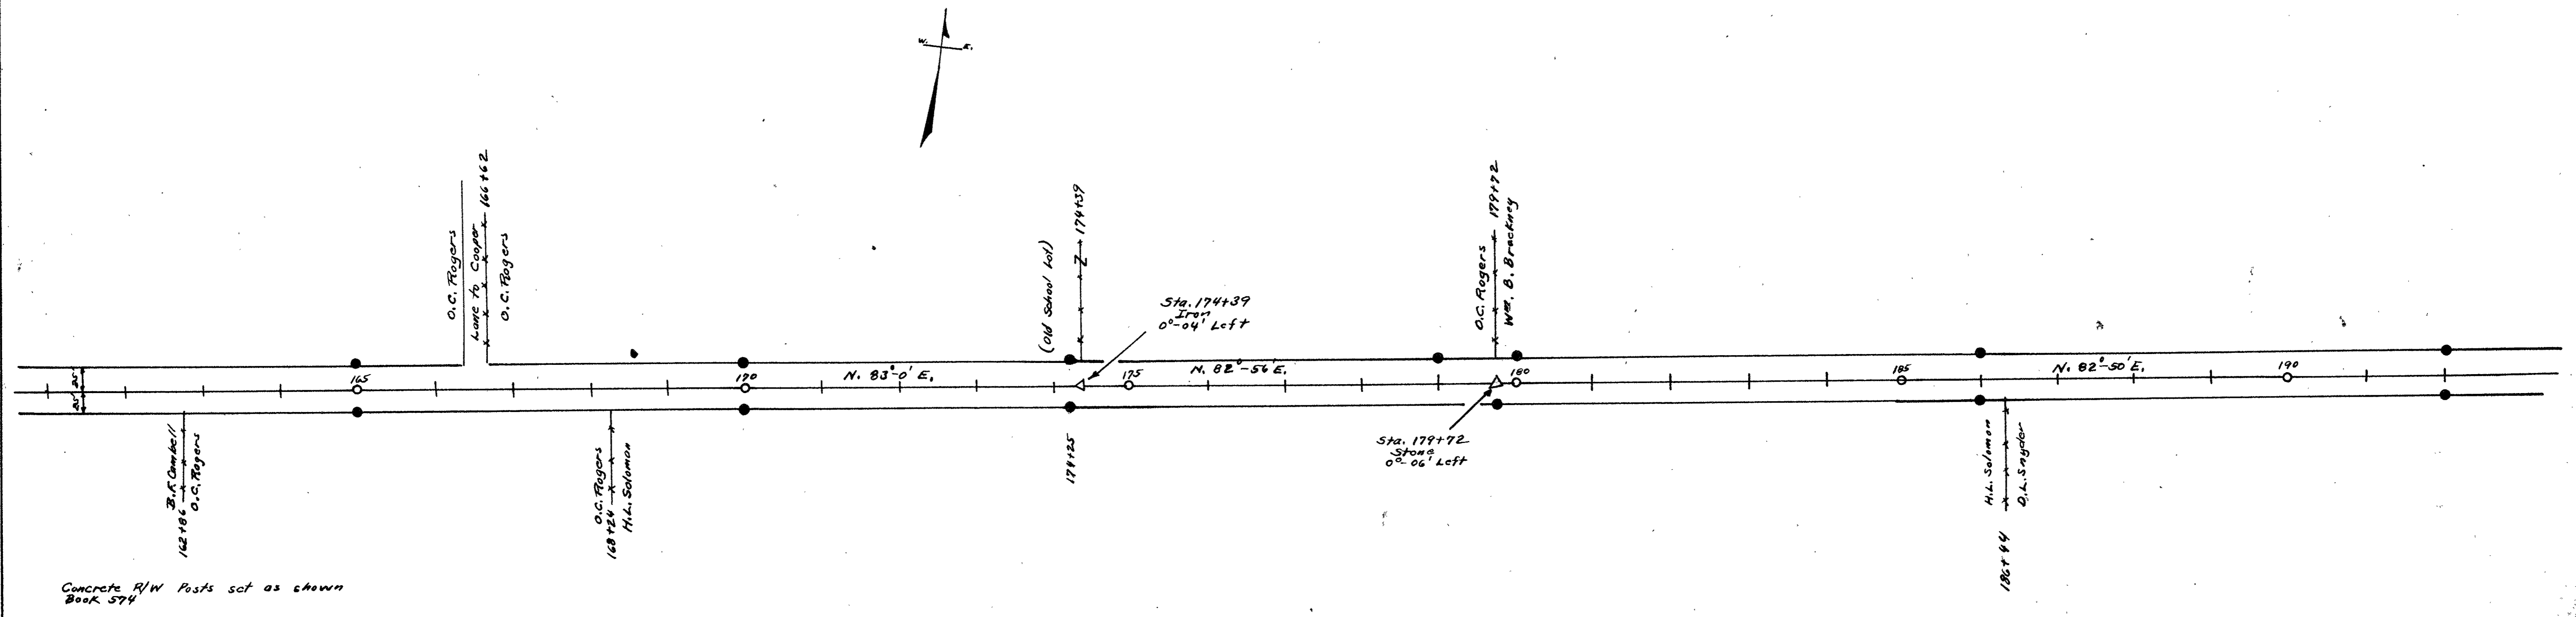 W. E.
O.C. Rogers
Lane to Cooper
166+62
O.C. Rogers
(Old School Lot)
174+39
Sta. 174+39
Iron
0°-04' Left
O.C. Rogers
179+72
Wm. B. Brackney
25'
25'
165
170
N. 83°-0' E.
175
N. 82°-56' E.
180
185
N. 82°-50' E.
190
B.F. Cambell
162+86
O.C. Rogers
O.C. Rogers
168+24
H.L. Solomon
174+25
Sta. 179+72
Stone
0°-06' Left
H.L. Solomon
D.L. Snyder
186+44
Concrete R/W Posts set as shown
Book 574